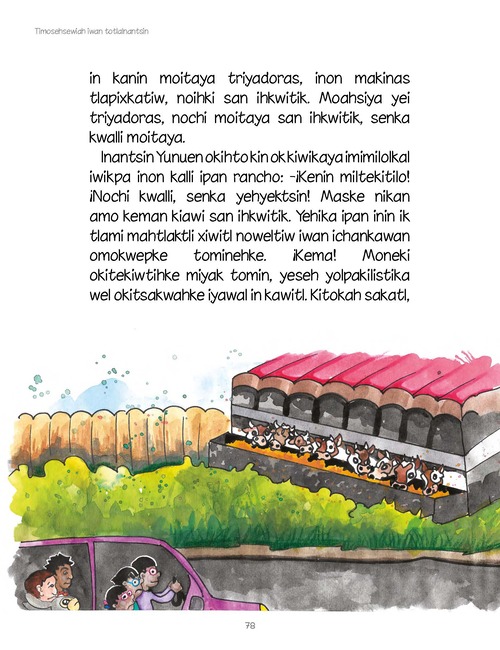 Timosehsewiah iwan totlalnantsin
in kanin moitaya triyadoras, inon makinas
tlapixkatiw, noihki san ihkwitik. Moahsiya yei
triyadoras, nochi moitaya san ihkwitik, senka
kwalli moitaya.
Inantsin Yunuen okihto kin ok kiwikaya imimilolkal
iwikpa inon kalli ipan rancho: -¡Kenin miltekitilo!
¡Nochi kwalli, senka yehyektsin! Maske nikan
amo keman kiawi san ihkwitik. Yehika ipan inin ik
tlami mahtlaktli xiwitl noweltiw iwan ichankawan
omokwepke tominehke. ¡Kema! Moneki
okitekiwtihke miyak tomin, yeseh yolpakilistika
wel okitsakwahke iyawal in kawitl. Kitokah sakatl,
78